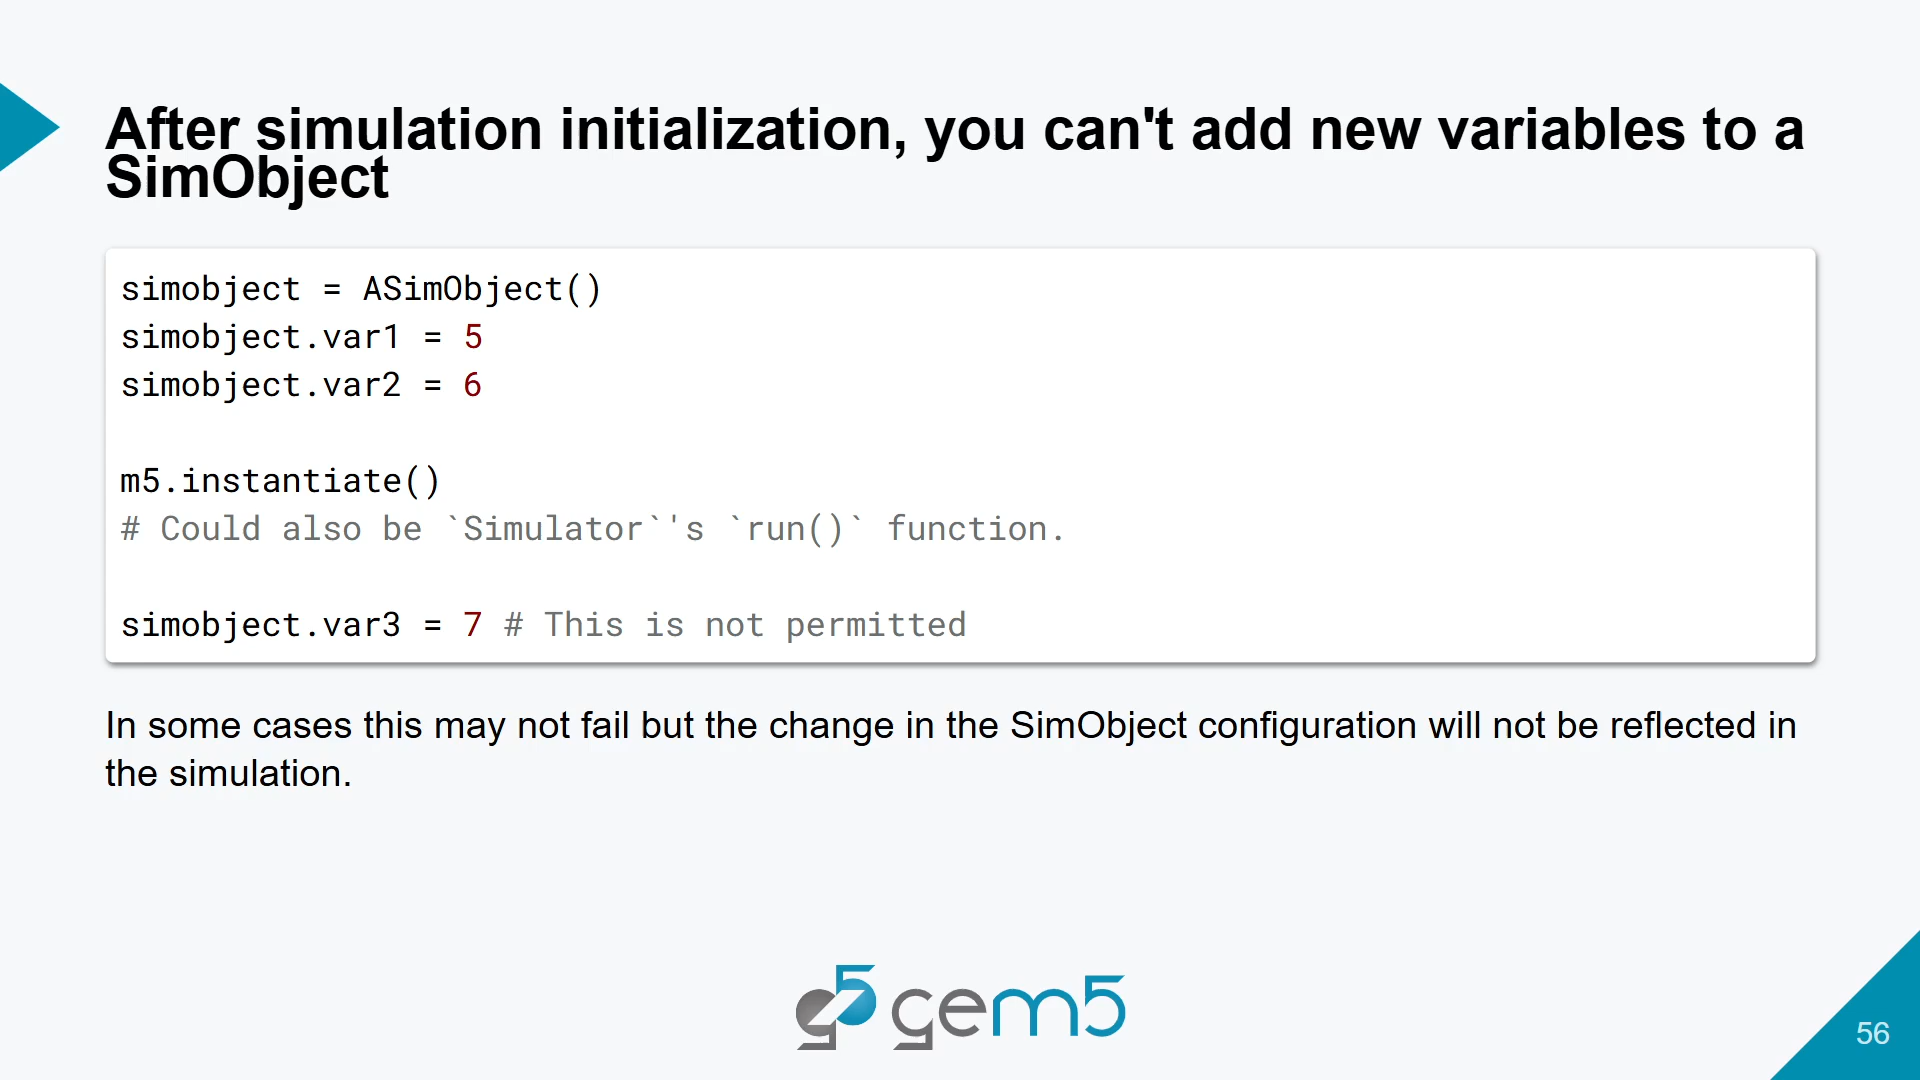 After simulation initialization, you can't add new variables to a
SimObject
simobject = ASimObject()
simobject.var1 = 5
simobject.var2 = 6
m5.instantiate()
# Could also be `Simulator`'s `run()` function.
simobject.var3 = 7 # This is not permitted
In some cases this may not fail but the change in the SimObject configuration will not be reflected in
the simulation.
g5 gem5
56